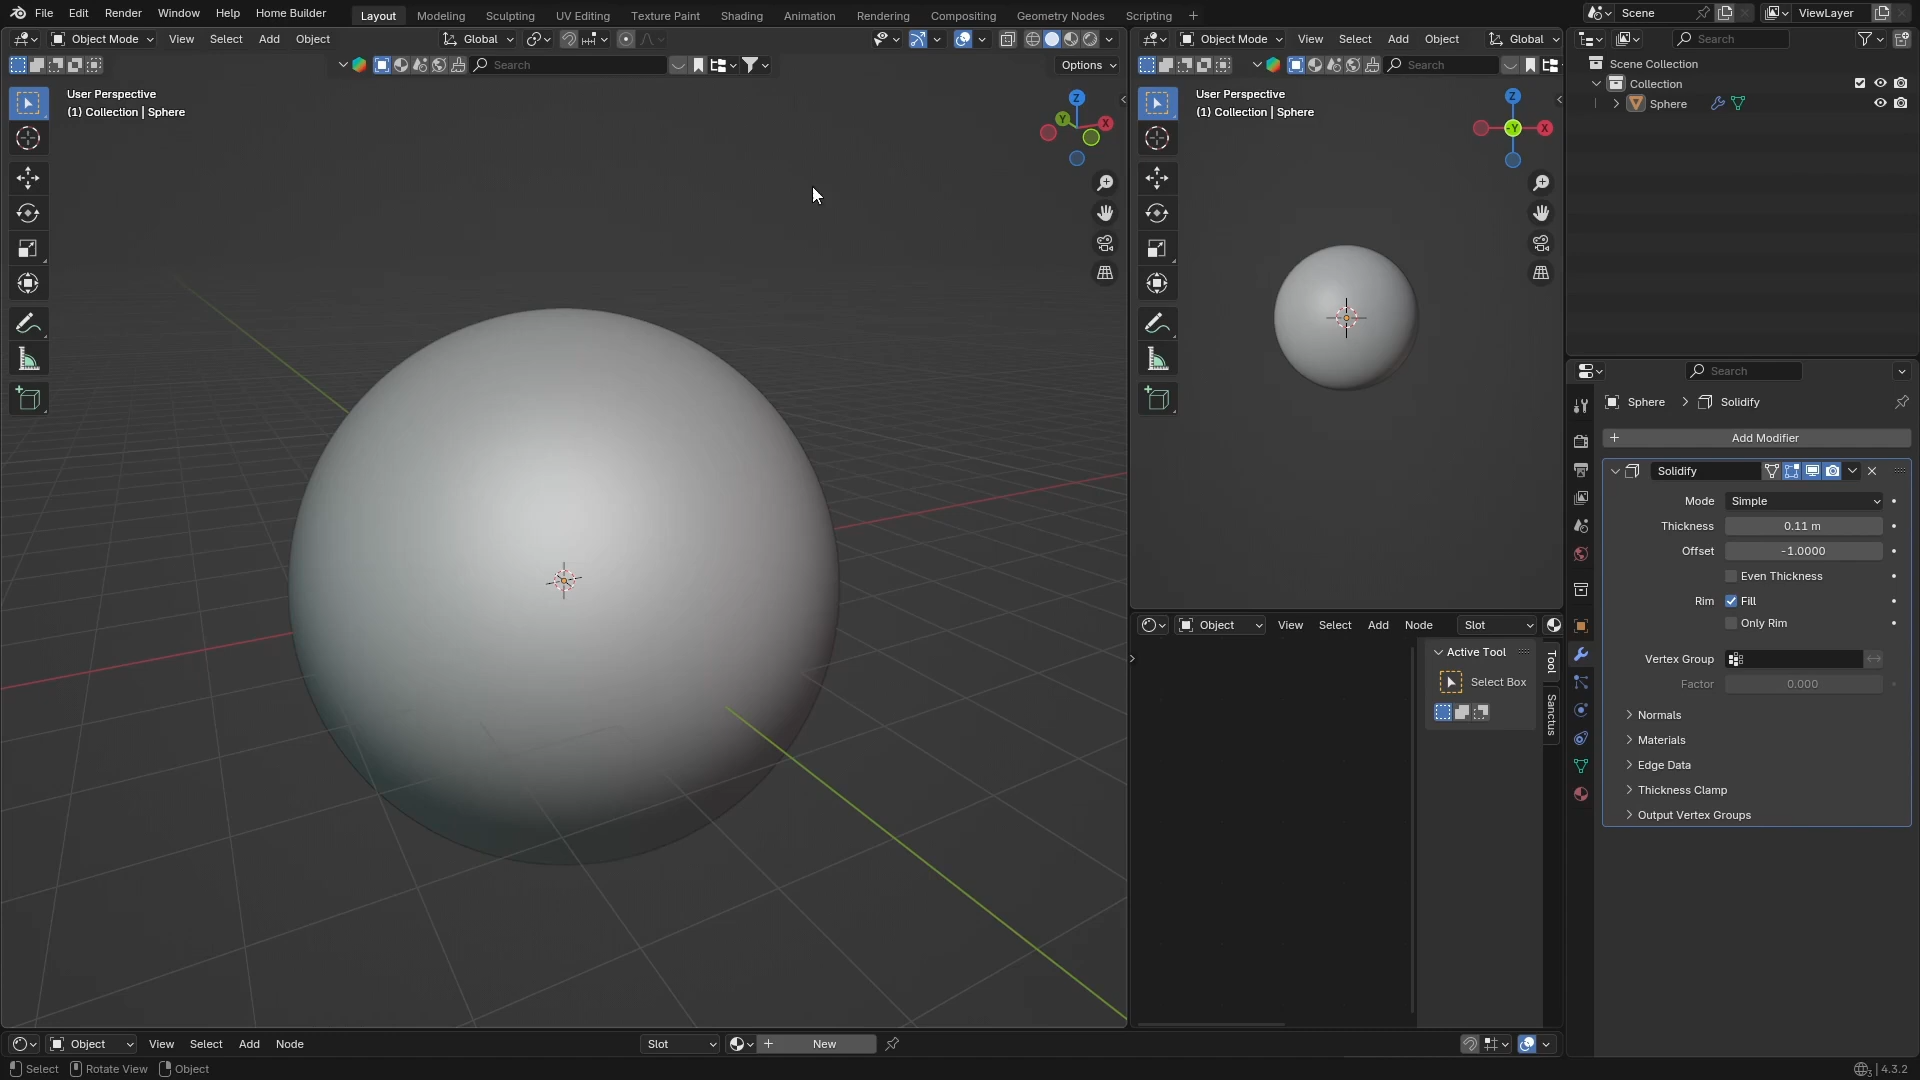 File Edit Render Window Help Home Builder Layout Modeling Sculpting UV Editing Texture Paint Shading Animation Rendering Compositing Geometry Nodes Scripting + Scene ViewLayer
Object Mode View Select Add Object Global
Search Options
User Perspective
(1) Collection | Sphere
Z
Y X
Object Mode View Select Add Object Global
Search
User Perspective
(1) Collection | Sphere
Z
-Y X
Search
Scene Collection
Collection
Sphere
Search
Sphere > Solidify
+ Add Modifier
Solidify
Mode Simple
Thickness 0.11 m
Offset -1.0000
Even Thickness
Rim Fill
Only Rim
Vertex Group
Factor 0.000
Normals
Materials
Edge Data
Thickness Clamp
Output Vertex Groups
Object View Select Add Node Slot
Active Tool
Select Box
Tool
Sanctus
Object View Select Add Node Slot + New
Select Rotate View Object 4.3.2